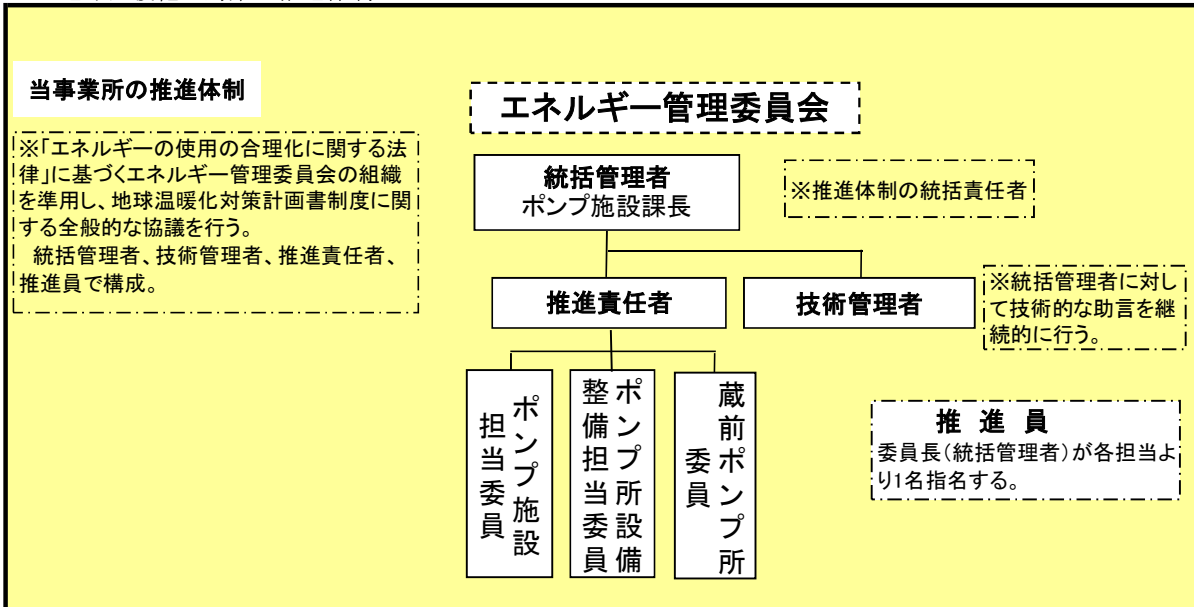 当事業所の推進体制
※「エネルギーの使用の合理化に関する法
律」に基づくエネルギー管理委員会の組織
を準用し、地球温暖化対策計画書制度に関
する全般的な協議を行う。
統括管理者、技術管理者、推進責任者、
推進員で構成。
エネルギー管理委員会
統括管理者
ポンプ施設課長
※推進体制の統括責任者
推進責任者
技術管理者
※統括管理者に対し
て技術的な助言を継
続的に行う。
ポンプ施設
担当委員
ポンプ所設備
整備担当委員
蔵前ポンプ所
委員
推 進 員
委員長(統括管理者)が各担当よ
り1名指名する。